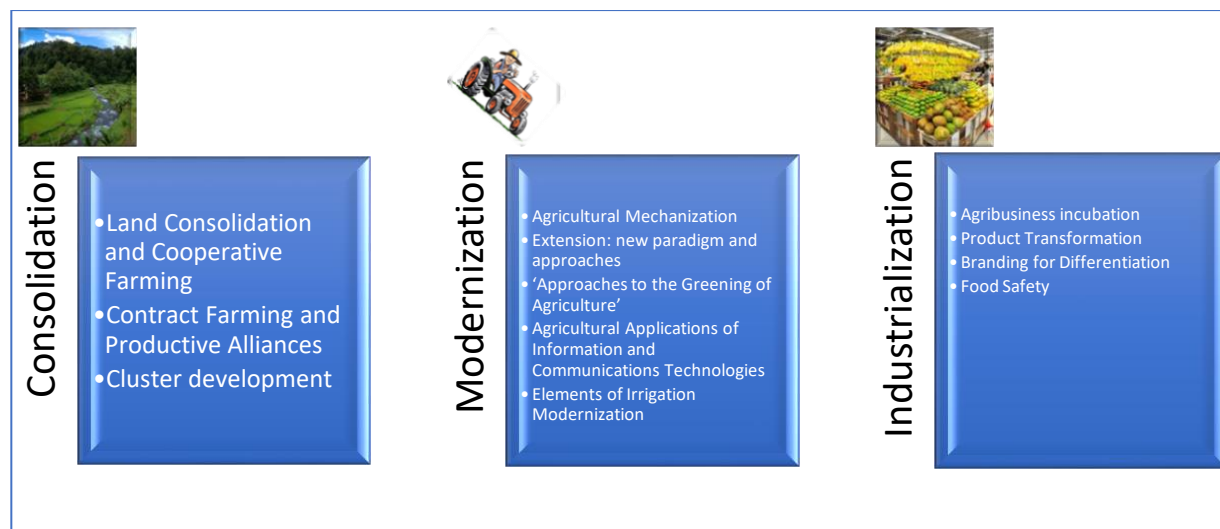 Consolidation
•Land Consolidation
and Cooperative
Farming
•Contract Farming and
Productive Alliances
•Cluster development
Modernization
•Agricultural Mechanization
•Extension: new paradigm and
approaches
•‘Approaches to the Greening of
Agriculture’
•Agricultural Applications of
Information and
Communications Technologies
•Elements of Irrigation
Modernization
Industrialization
•Agribusiness incubation
•Product Transformation
•Branding for Differentiation
•Food Safety